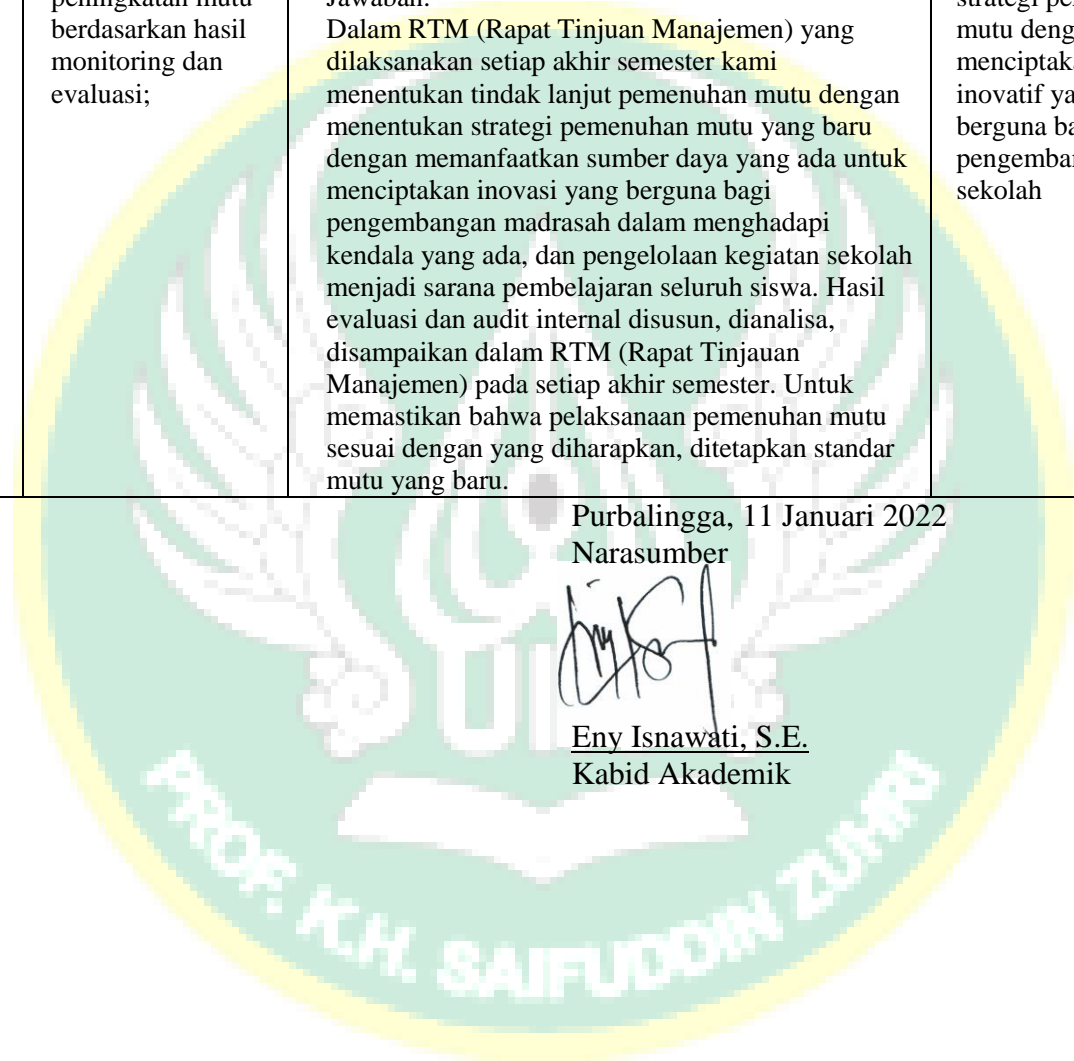 peningkatan mutu
berdasarkan hasil
monitoring dan
evaluasi;
Jawaban:
Dalam RTM (Rapat Tinjuan Manajemen) yang
dilaksanakan setiap akhir semester kami
menentukan tindak lanjut pemenuhan mutu dengan
menentukan strategi pemenuhan mutu yang baru
dengan memanfaatkan sumber daya yang ada untuk
menciptakan inovasi yang berguna bagi
pengembangan madrasah dalam menghadapi
kendala yang ada, dan pengelolaan kegiatan sekolah
menjadi sarana pembelajaran seluruh siswa. Hasil
evaluasi dan audit internal disusun, dianalisa,
disampaikan dalam RTM (Rapat Tinjauan
Manajemen) pada setiap akhir semester. Untuk
memastikan bahwa pelaksanaan pemenuhan mutu
sesuai dengan yang diharapkan, ditetapkan standar
mutu yang baru.
strategi
mutu
inovatif
berguna
sekolah
Purbalingga, 11 Januari 2022
Narasumber
Eny Isnawati, S.E.
Kabid Akademik
UIN
PROF. K.H. SAIFUDDIN ZUHRI